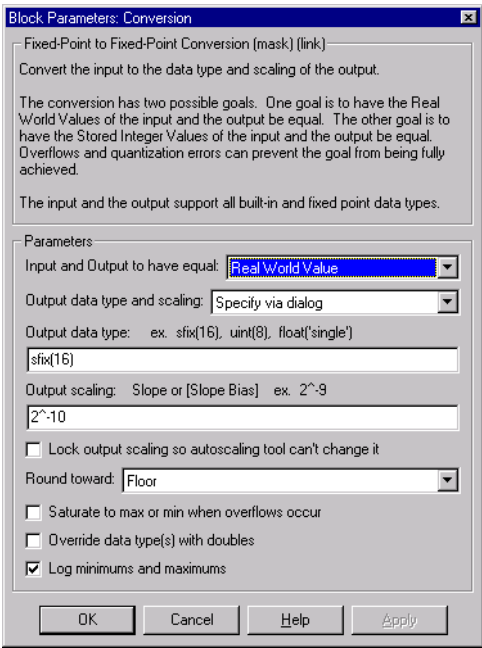 Block Parameters: Conversion
Fixed-Point to Fixed-Point Conversion (mask) (link)
Convert the input to the data type and scaling of the output.
The conversion has two possible goals.  One goal is to have the Real
World Values of the input and the output be equal.  The other goal is to
have the Stored Integer Values of the input and the output be equal.
Overflows and quantization errors can prevent the goal from being fully
achieved.
The input and the output support all built-in and fixed point data types.
Parameters
Input and Output to have equal: Real World Value
Output data type and scaling: Specify via dialog
Output data type:    ex.  sfix(16),  uint(8),  float('single')
sfix(16)
Output scaling:   Slope or [Slope Bias]    ex.  2^-9
2^-10
Lock output scaling so autoscaling tool can't change it
Round toward: Floor
Saturate to max or min when overflows occur
Override data type(s) with doubles
Log minimums and maximums
OK Cancel Help Apply